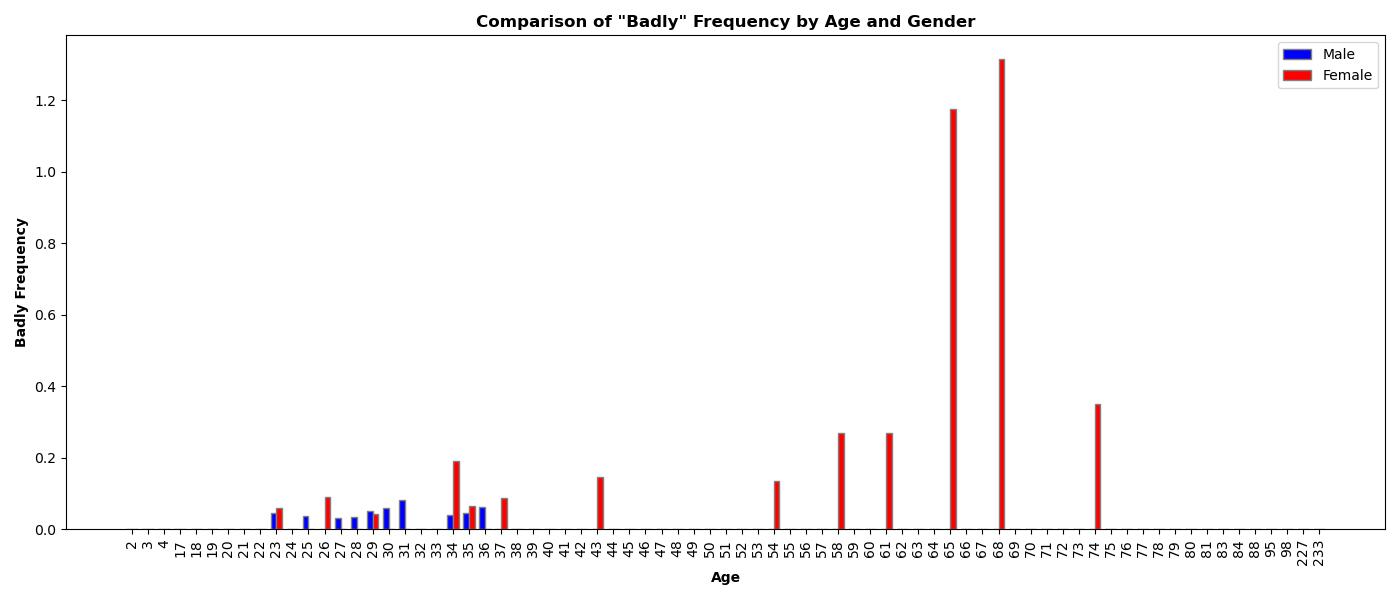 Comparison of "Badly" Frequency by Age and Gender
Male
Female
1.2
1.0
0.8
0.6
0.4
0.2
0.0
Badly Frequency
2 3 4 17 18 19 20 21 22 23 24 25 26 27 28 29 30 31 32 33 34 35 36 37 38 39 40 41 42 43 44 45 46 47 48 49 50 51 52 53 54 55 56 57 58 59 60 61 62 63 64 65 66 67 68 69 70 71 72 73 74 75 76 77 78 79 80 81 83 84 88 95 98 227 233
Age